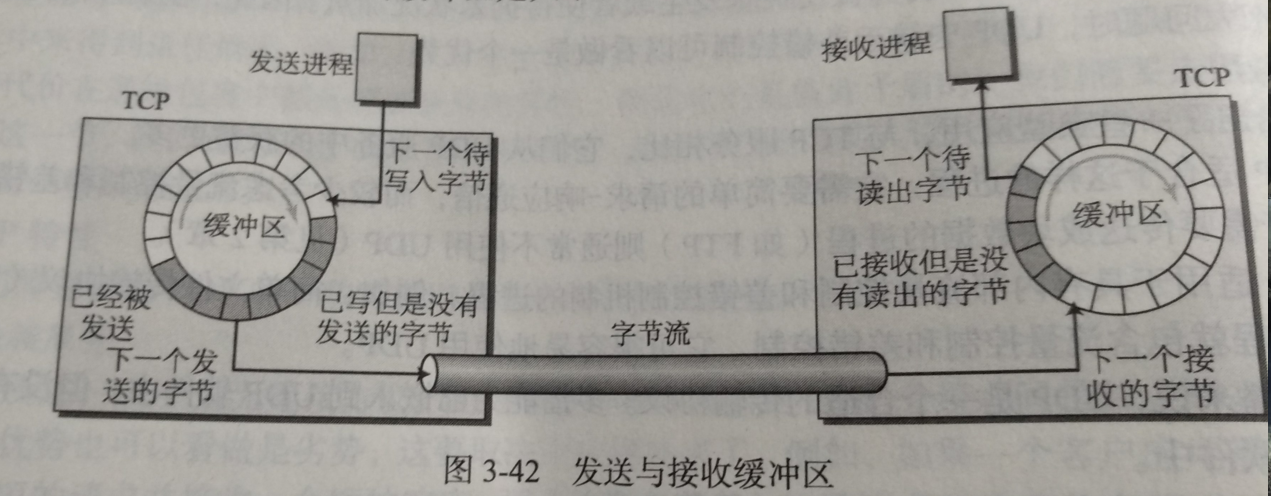 发送进程
接收进程
TCP
TCP
下一个待
写入字节
缓冲区
已经被
发送
已写但是没有
发送的字节
下一个发
送的字节
字节流
下一个待
读出字节
缓冲区
已接收但是没
有读出的字节
下一个接
收的字节
图 3-42 发送与接收缓冲区